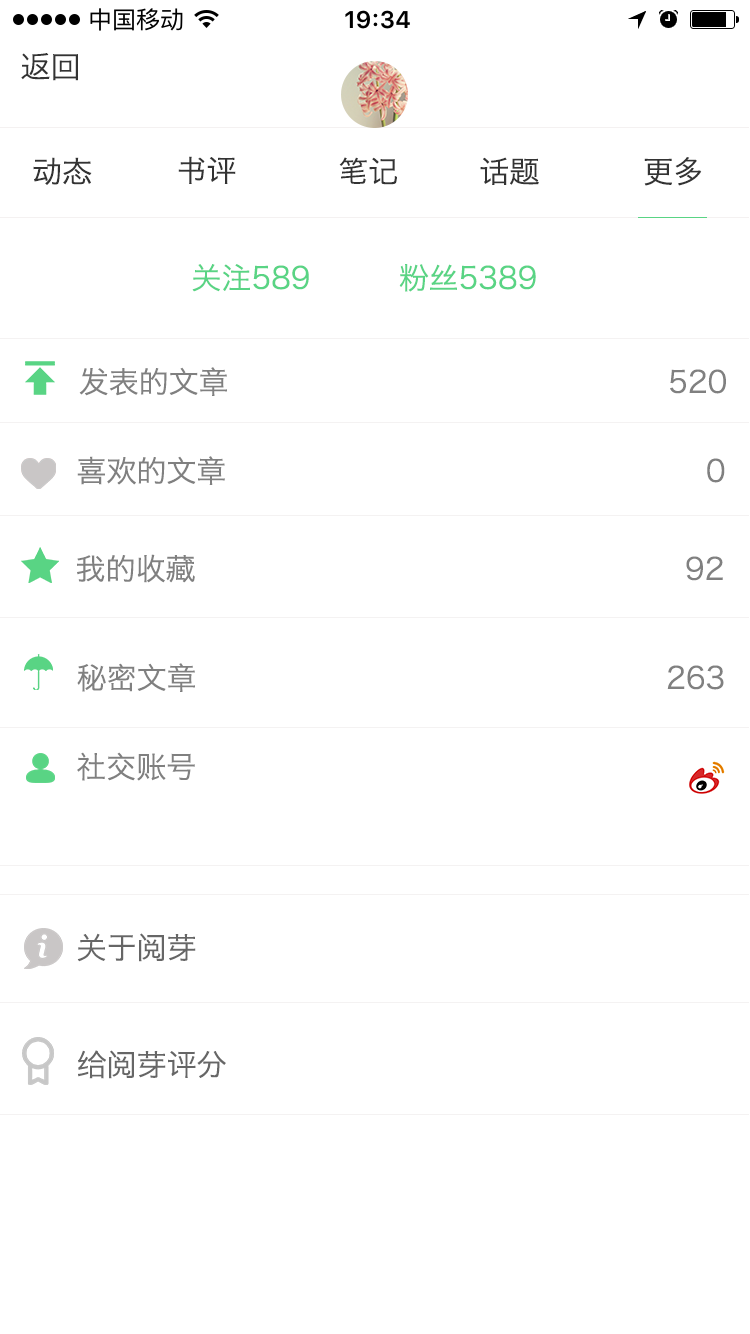 中国移动 19:34
返回
动态 书评 笔记 话题 更多
关注589 粉丝5389
发表的文章 520
喜欢的文章 0
我的收藏 92
秘密文章 263
社交账号
关于阅芽
给阅芽评分